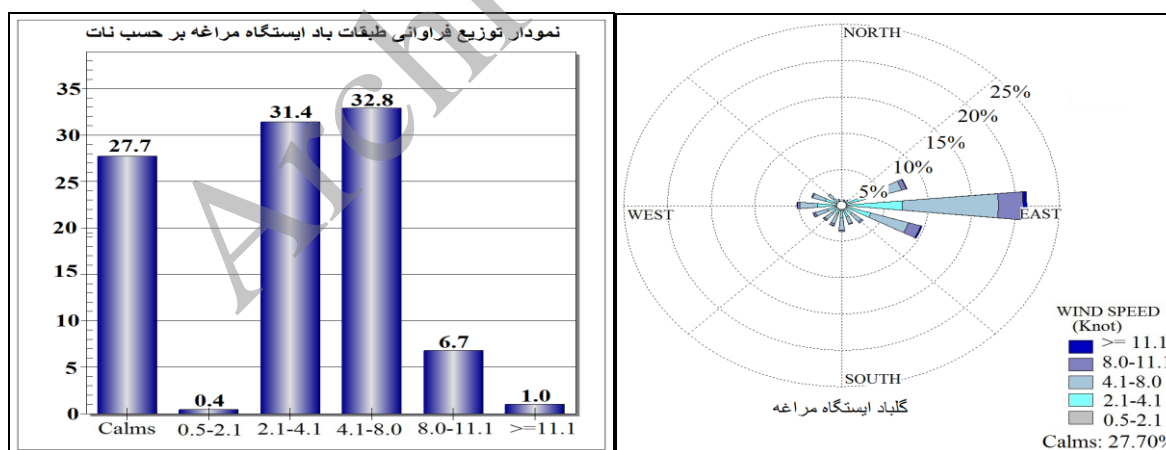 نمودار توزیع فراوانی طبقات باد ایستگاه مراغه بر حسب نات
35
30
25
20
15
10
5
0
27.7
0.4
31.4
32.8
6.7
1.0
Calms
0.5-2.1
2.1-4.1
4.1-8.0
8.0-11.1
>=11.1
NORTH
25%
20%
15%
10%
5%
WEST
EAST
SOUTH
گلباد ایستگاه مراغه
WIND SPEED
(Knot)
>= 11.1
8.0-11.1
4.1-8.0
2.1-4.1
0.5-2.1
Calms: 27.70%